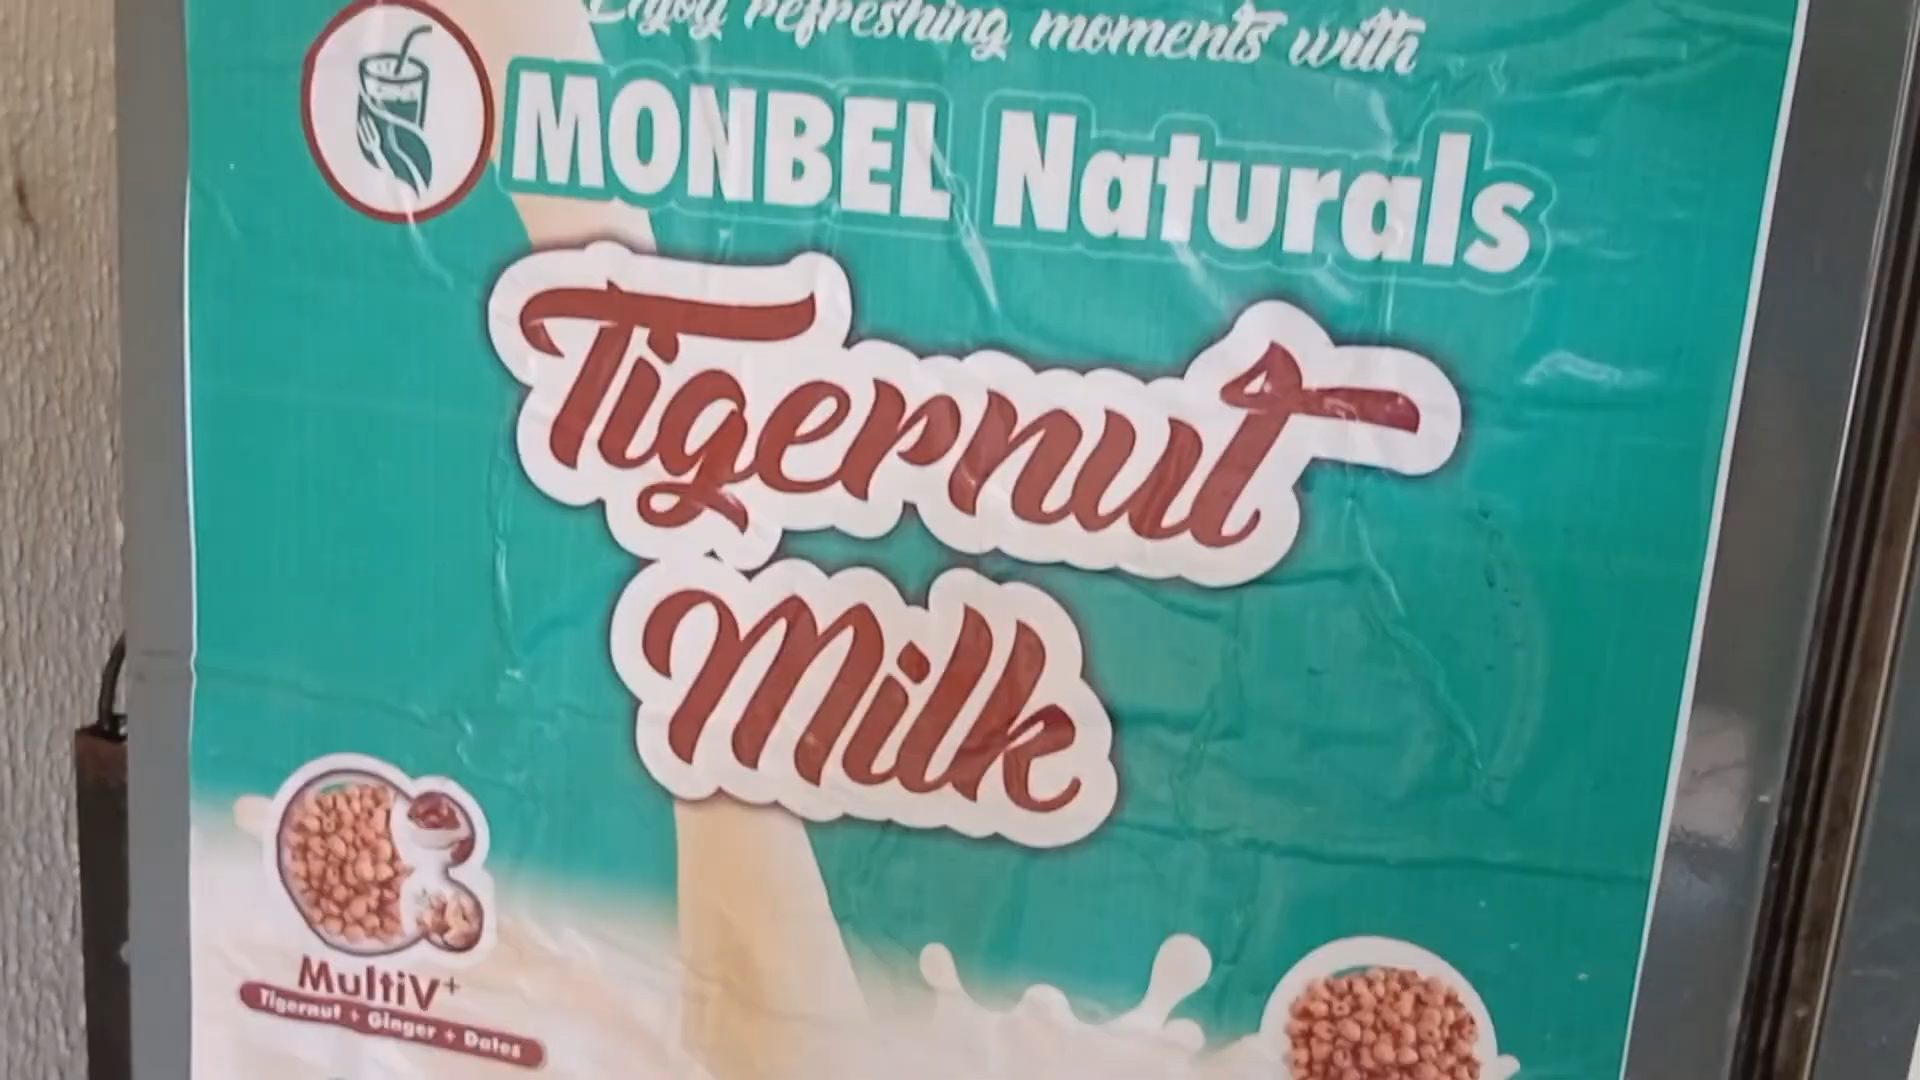 Enjoy refreshing moments with
MONBEL Naturals
Tigernut
Milk
MultiV+
Tigernut + Ginger + Dates